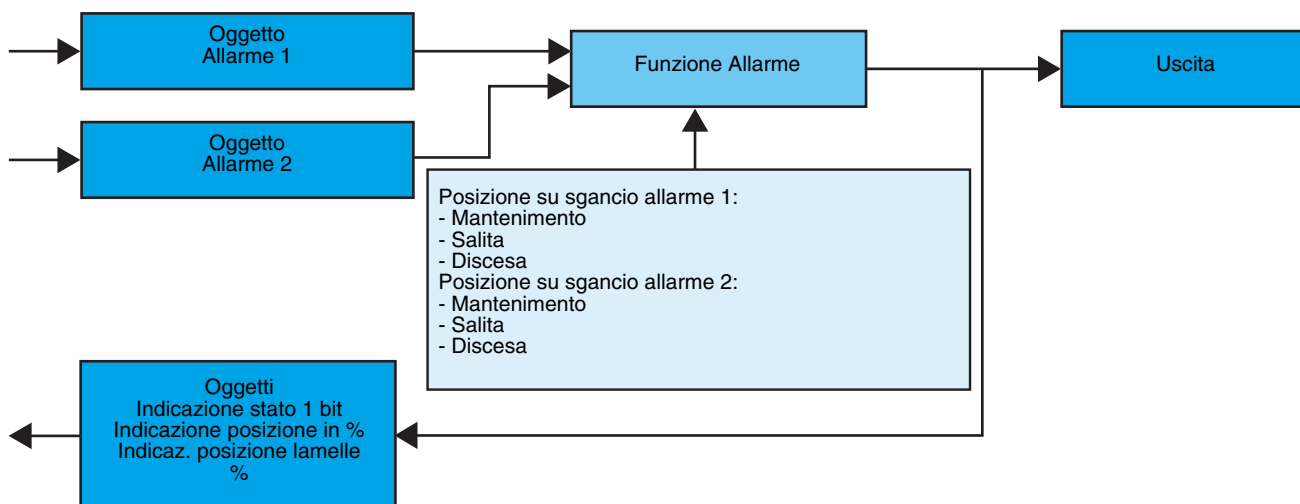 Oggetto
Allarme 1
Funzione Allarme
Uscita
Oggetto
Allarme 2
Posizione su sgancio allarme 1:
- Mantenimento
- Salita
- Discesa
Posizione su sgancio allarme 2:
- Mantenimento
- Salita
- Discesa
Oggetti
Indicazione stato 1 bit
Indicazione posizione in %
Indicaz. posizione lamelle
%